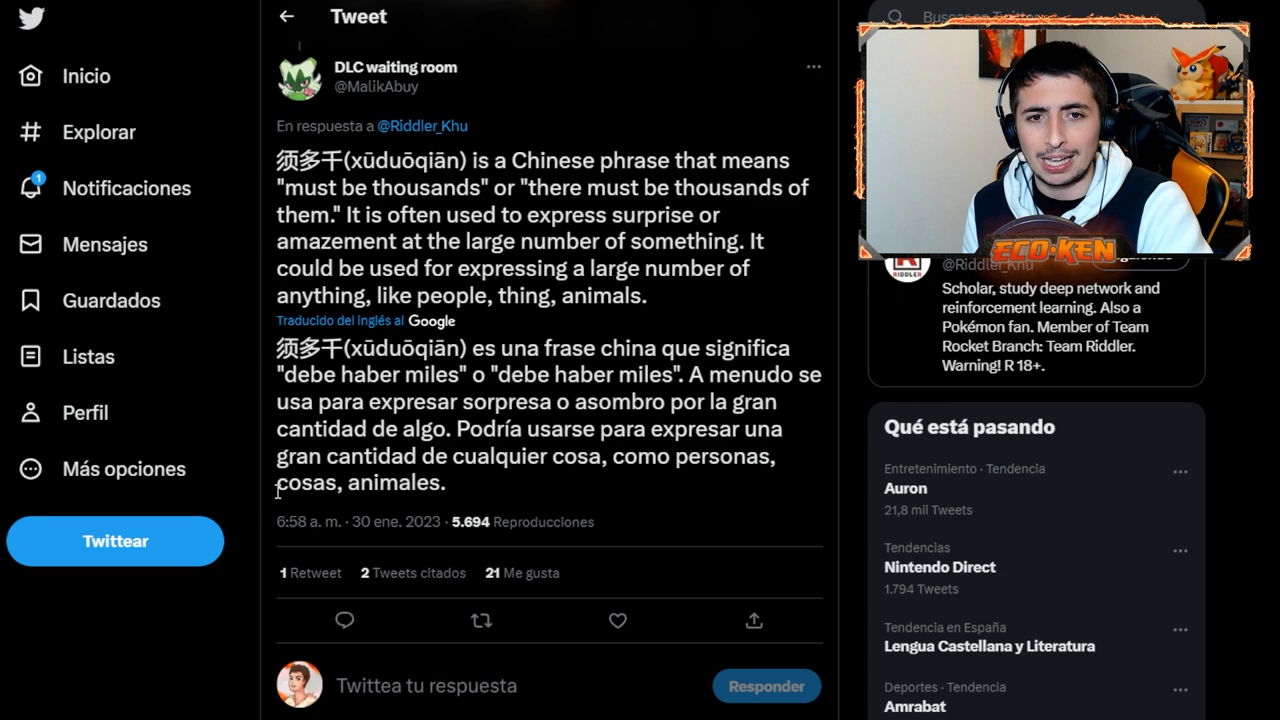 Tweet
Inicio
Explorar
1
Notificaciones
Mensajes
Guardados
Listas
Perfil
Más opciones
Twittear
DLC waiting room
@MalikAbuy
En respuesta a @Riddler_Khu
须多千(xūduōqiān) is a Chinese phrase that means
"must be thousands" or "there must be thousands of
them." It is often used to express surprise or
amazement at the large number of something. It
could be used for expressing a large number of
anything, like people, thing, animals.
Traducido del inglés al Google
须多千(xūduōqiān) es una frase china que significa
"debe haber miles" o "debe haber miles". A menudo se
usa para expresar sorpresa o asombro por la gran
cantidad de algo. Podría usarse para expresar una
gran cantidad de cualquier cosa, como personas,
cosas, animales.
6:58 a. m. · 30 ene. 2023 · 5.694 Reproducciones
1 Retweet 2 Tweets citados 21 Me gusta
Twittea tu respuesta
Responder
ECO·KEN
RIDDLER
@Riddler_Khu
Scholar, study deep network and
reinforcement learning. Also a
Pokémon fan. Member of Team
Rocket Branch: Team Riddler.
Warning! R 18+.
Qué está pasando
Entretenimiento · Tendencia
Auron
21,8 mil Tweets
Tendencias
Nintendo Direct
1.794 Tweets
Tendencia en España
Lengua Castellana y Literatura
Deportes · Tendencia
Amrabat